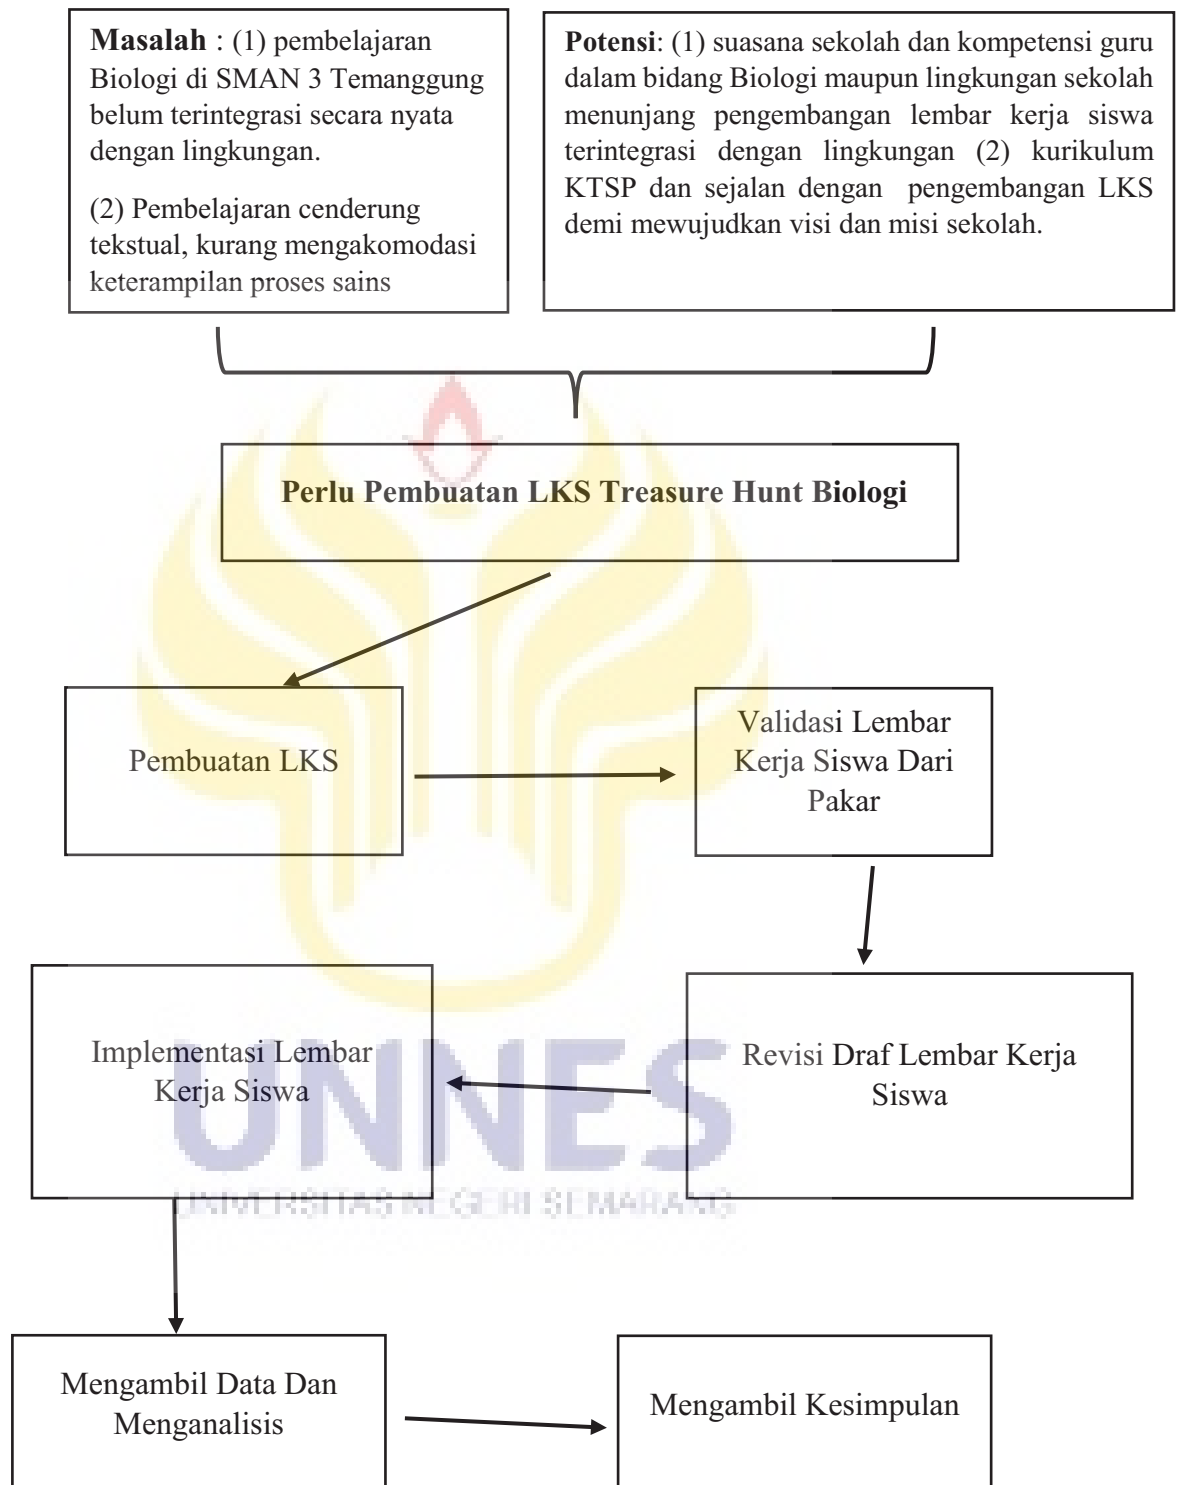 Masalah : (1) pembelajaran
Biologi di SMAN 3 Temanggung
belum terintegrasi secara nyata
dengan lingkungan.
(2) Pembelajaran cenderung
tekstual, kurang mengakomodasi
keterampilan proses sains
Potensi: (1) suasana sekolah dan kompetensi guru
dalam bidang Biologi maupun lingkungan sekolah
menunjang pengembangan lembar kerja siswa
terintegrasi dengan lingkungan (2) kurikulum
KTSP dan sejalan dengan pengembangan LKS
demi mewujudkan visi dan misi sekolah.
Perlu Pembuatan LKS Treasure Hunt Biologi
Pembuatan LKS
Validasi Lembar
Kerja Siswa Dari
Pakar
Implementasi Lembar
Kerja Siswa
Revisi Draf Lembar Kerja
Siswa
UNNES
UNIVERSITAS NEGERI SEMARANG
Mengambil Data Dan
Menganalisis
Mengambil Kesimpulan